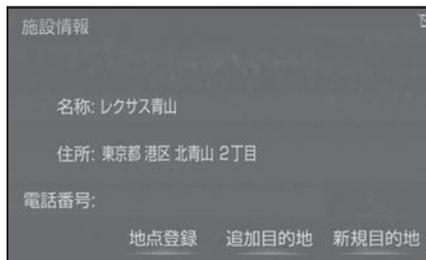 施設情報
名称: レクサス青山
住所: 東京都 港区 北青山 2丁目
電話番号:
地点登録 追加目的地 新規目的地